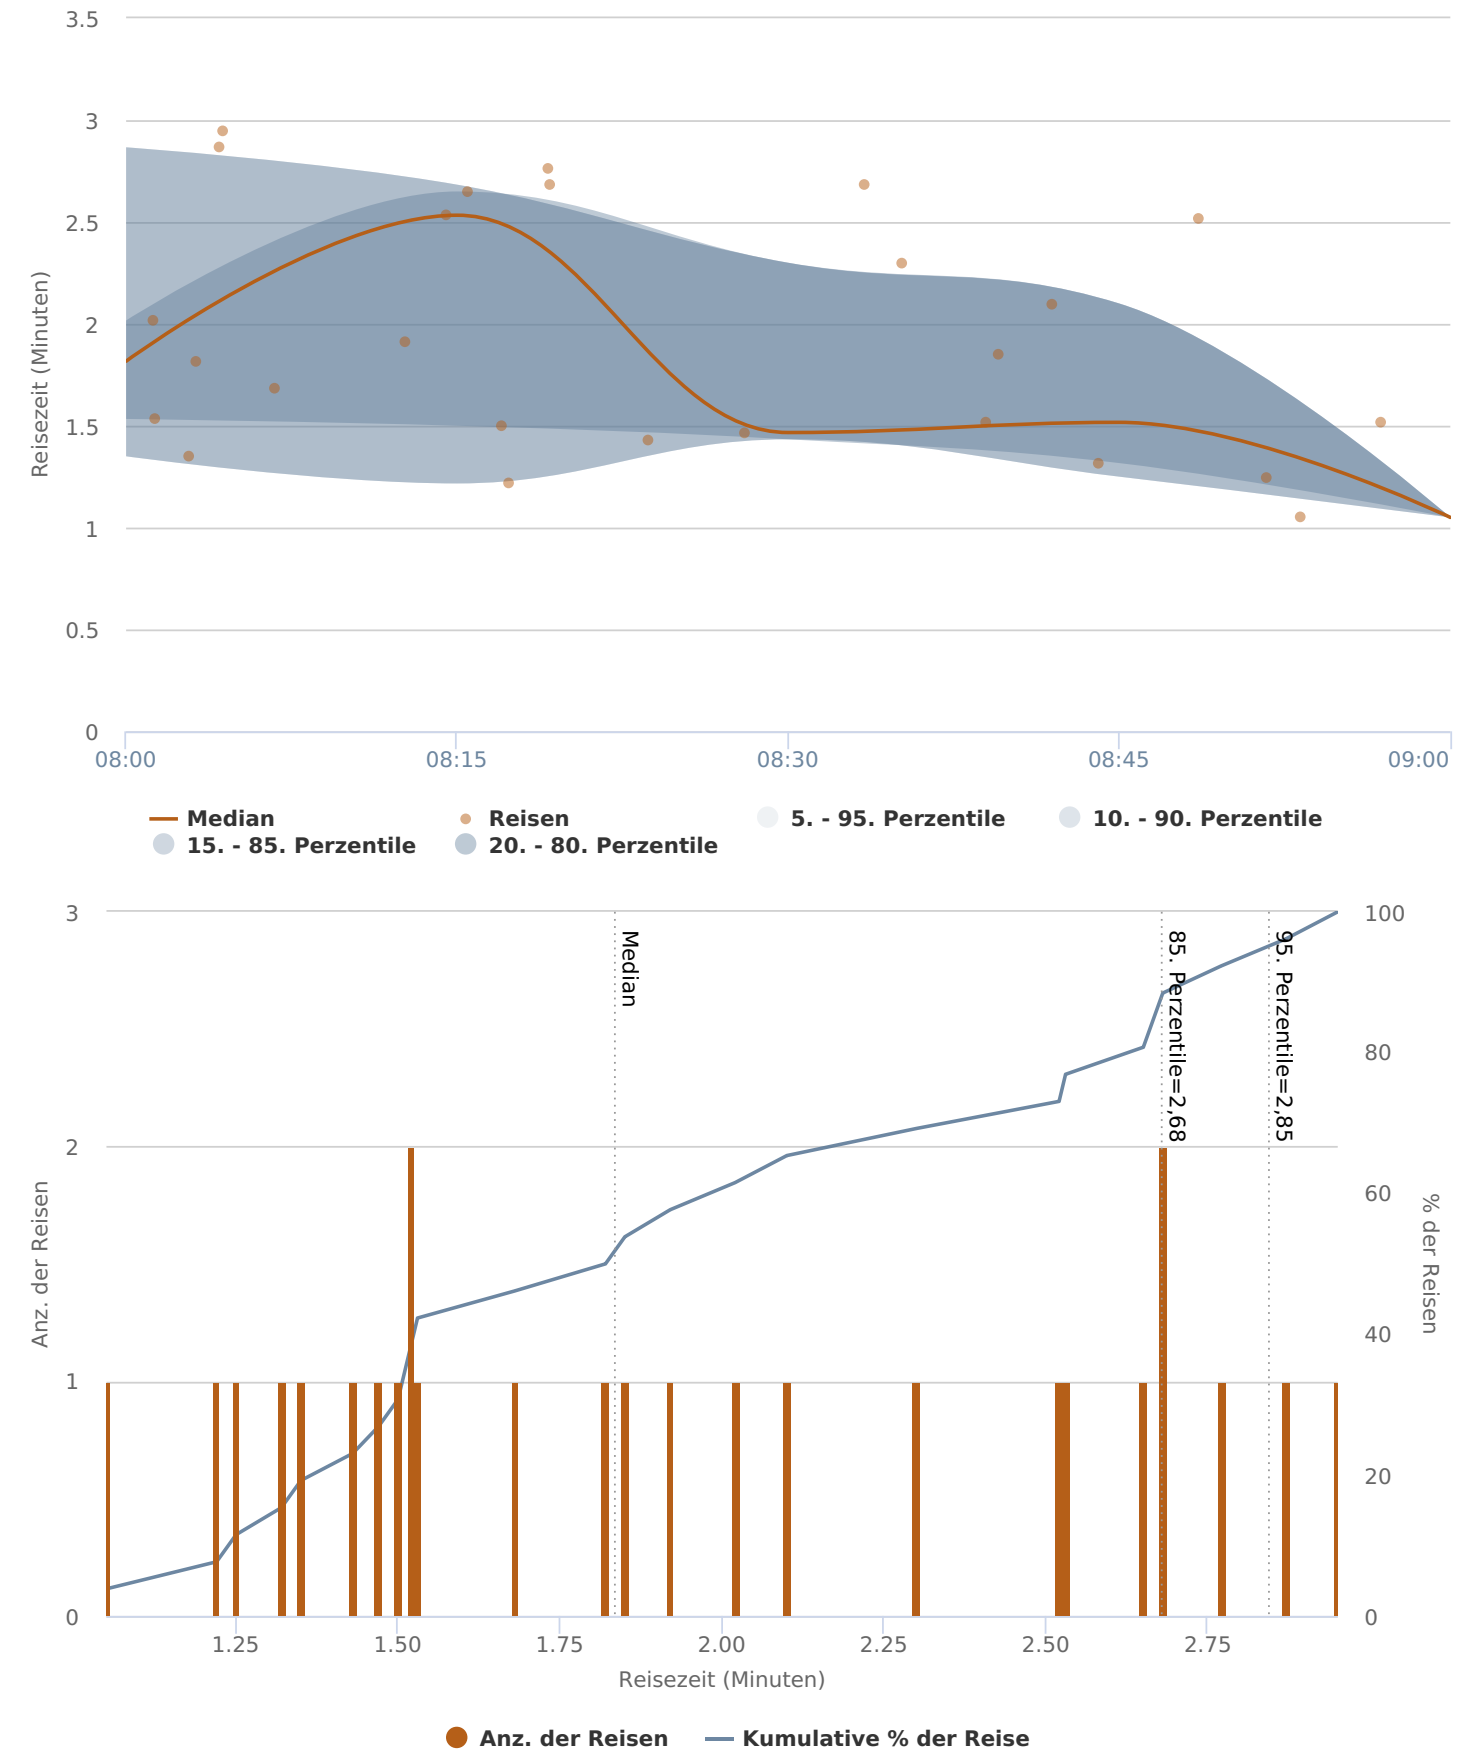 3.5
3
2.5
2
1.5
1
0.5
0
Reisezeit (Minuten)
08:00 08:15 08:30 08:45 09:00
Median Reisen 5. - 95. Perzentile 10. - 90. Perzentile
15. - 85. Perzentile 20. - 80. Perzentile
3
2
1
0
Anz. der Reisen
Median
85. Perzentile=2,68
95. Perzentile=2,85
100
80
60
40
20
0
% der Reisen
1.25 1.50 1.75 2.00 2.25 2.50 2.75
Reisezeit (Minuten)
Anz. der Reisen Kumulative % der Reise